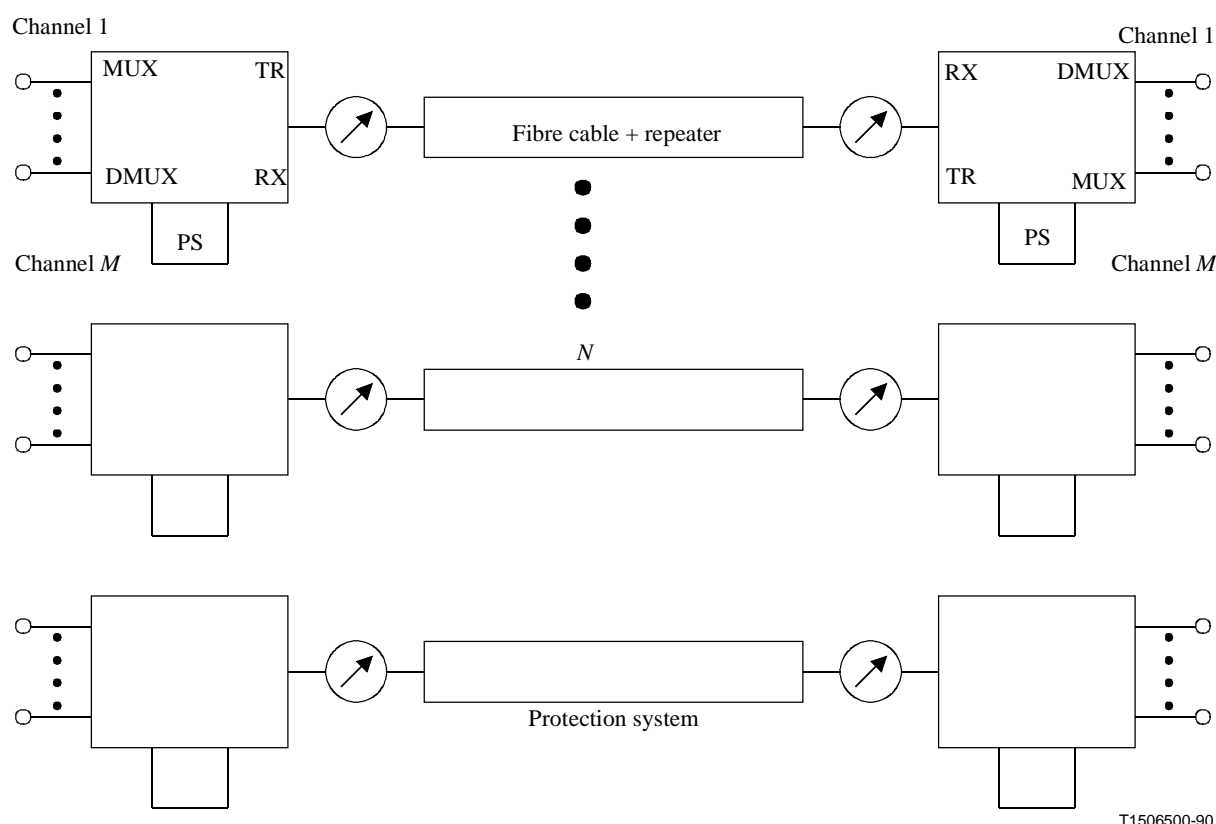 Channel 1
Channel 1
MUX TR
RX DMUX
Fibre cable + repeater
DMUX RX
TR MUX
PS
PS
Channel M
Channel M
N
Protection system
T1506500-90